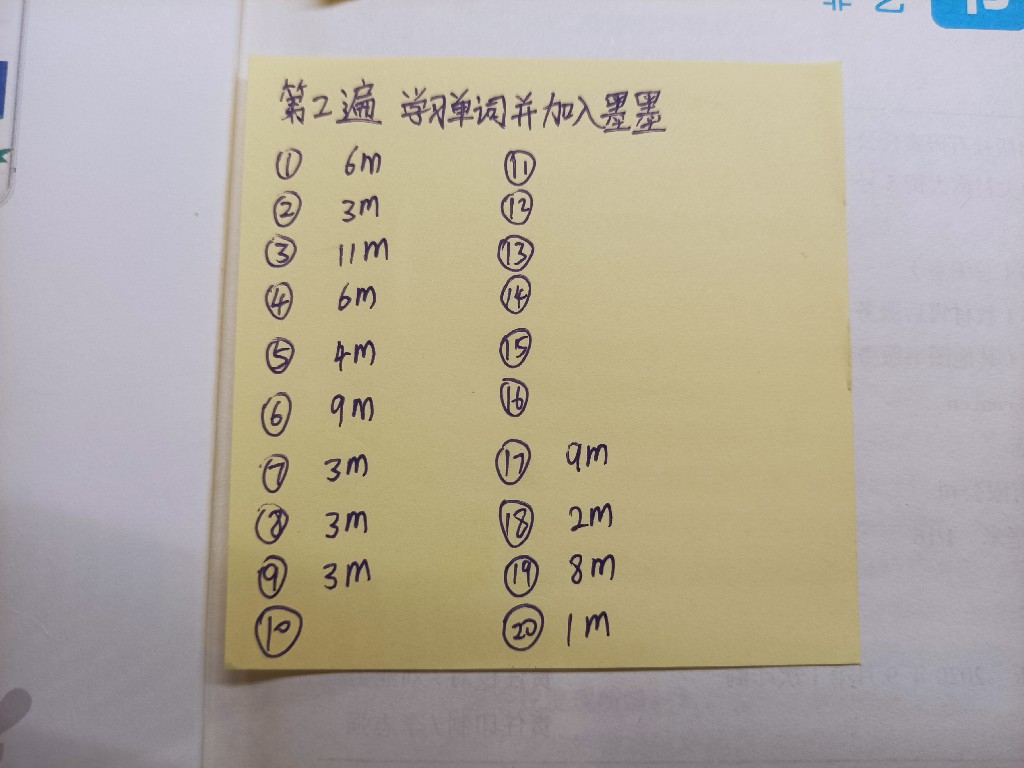 第2遍 学习单词并加入墨墨
① 6m
② 3m
③ 11m
④ 6m
⑤ 4m
⑥ 9m
⑦ 3m
⑧ 3m
⑨ 3m
⑩
⑪
⑫
⑬
⑭
⑮
⑯
⑰ 9m
⑱ 2m
⑲ 8m
⑳ 1m